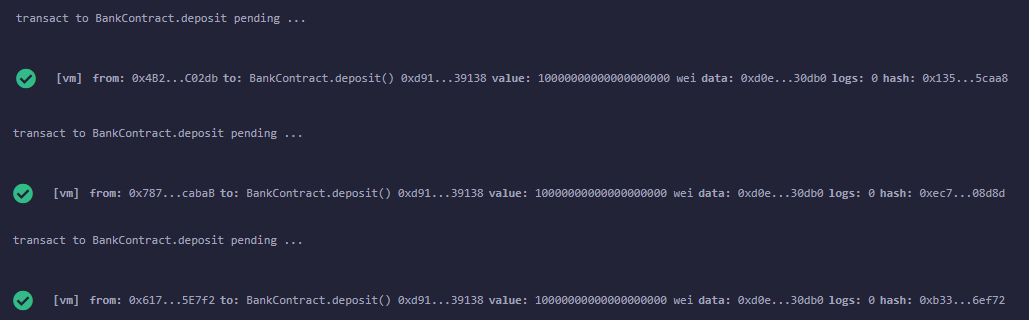 transact to BankContract.deposit pending ...
[vm] from: 0x4B2...C02db to: BankContract.deposit() 0xd91...39138 value: 10000000000000000000 wei data: 0xd0e...30db0 logs: 0 hash: 0x135...5caa8
transact to BankContract.deposit pending ...
[vm] from: 0x787...cabaB to: BankContract.deposit() 0xd91...39138 value: 10000000000000000000 wei data: 0xd0e...30db0 logs: 0 hash: 0xec7...08d8d
transact to BankContract.deposit pending ...
[vm] from: 0x617...5E7f2 to: BankContract.deposit() 0xd91...39138 value: 10000000000000000000 wei data: 0xd0e...30db0 logs: 0 hash: 0xb33...6ef72